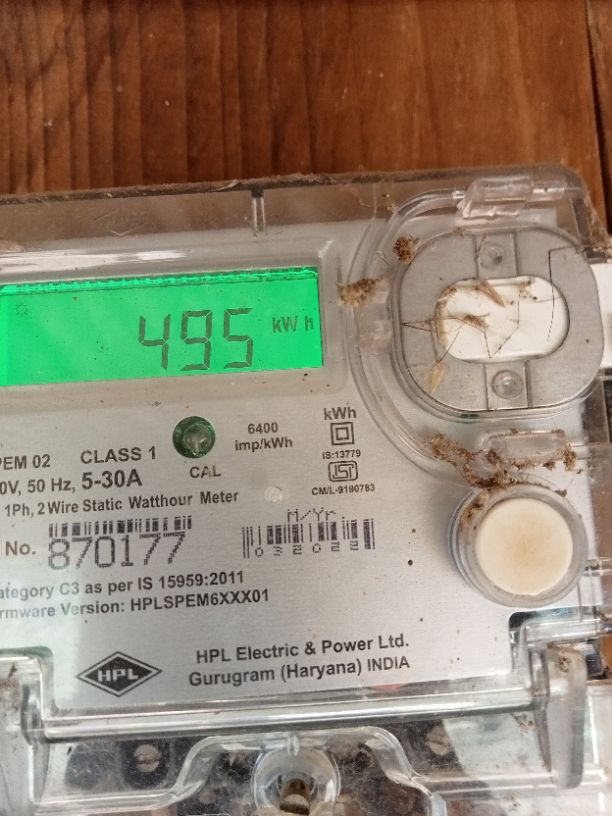 HPL
495 kWh
6400
imp/kWh
kWh
IS:13779
CM/L-9180783
PEM 02 CLASS 1
CAL
0V, 50 Hz, 5-30A
1Ph, 2 Wire Static Watthour Meter
M/Yr
No. 870177
032022
ategory C3 as per IS 15959:2011
rmware Version: HPLSPEM6XXX01
HPL
HPL Electric & Power Ltd.
Gurugram (Haryana) INDIA